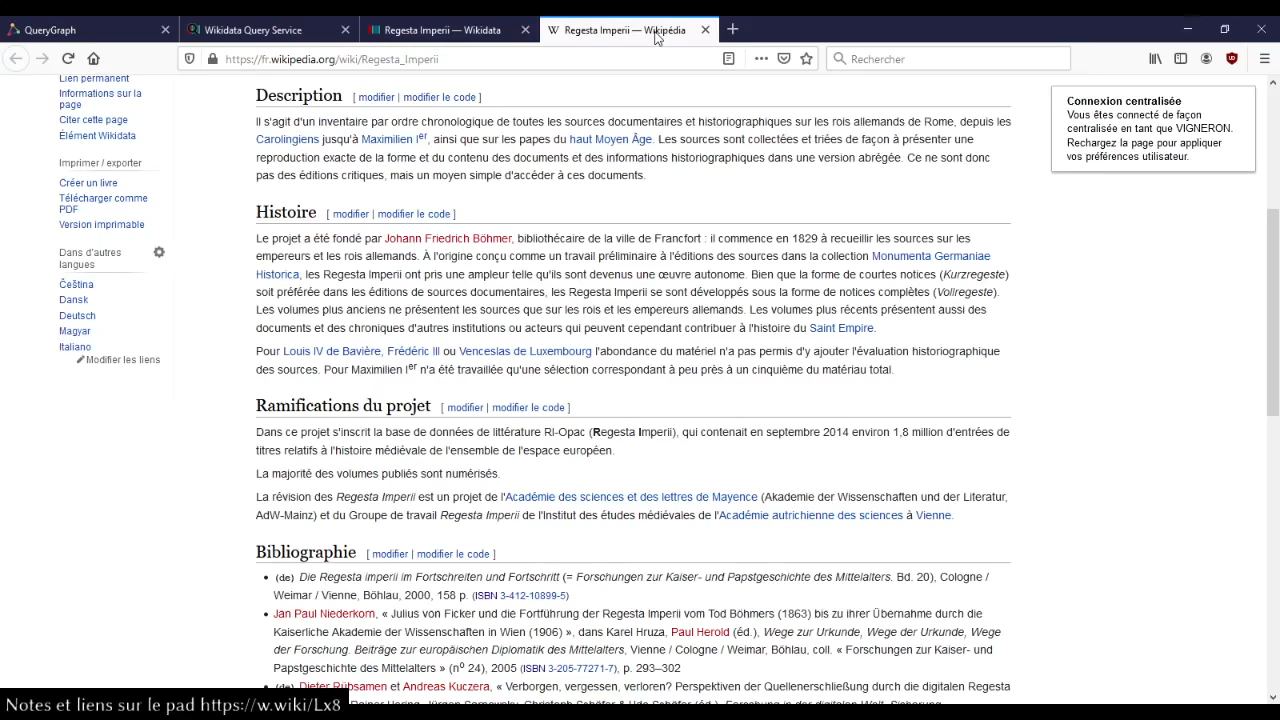 QueryGraph
Wikidata Query Service
Regesta Imperii — Wikidata
Regesta Imperii — Wikipédia
https://fr.wikipedia.org/wiki/Regesta_Imperii
Rechercher
Lien permanent
Informations sur la
page
Citer cette page
Élément Wikidata
Imprimer / exporter
Créer un livre
Télécharger comme
PDF
Version imprimable
Dans d'autres
langues
Čeština
Dansk
Deutsch
Magyar
Italiano
Modifier les liens
Description [ modifier | modifier le code ]
Il s'agit d'un inventaire par ordre chronologique de toutes les sources documentaires et historiographiques sur les rois allemands de Rome, depuis les
Carolingiens jusqu'à Maximilien Ier, ainsi que sur les papes du haut Moyen Âge. Les sources sont collectées et triées de façon à présenter une
reproduction exacte de la forme et du contenu des documents et des informations historiographiques dans une version abrégée. Ce ne sont donc
pas des éditions critiques, mais un moyen simple d'accéder à ces documents.
Histoire [ modifier | modifier le code ]
Le projet a été fondé par Johann Friedrich Böhmer, bibliothécaire de la ville de Francfort : il commence en 1829 à recueillir les sources sur les
empereurs et les rois allemands. À l'origine conçu comme un travail préliminaire à l'éditions des sources dans la collection Monumenta Germaniae
Historica, les Regesta Imperii ont pris une ampleur telle qu'ils sont devenus une œuvre autonome. Bien que la forme de courtes notices (Kurzregeste)
soit préférée dans les éditions de sources documentaires, les Regesta Imperii se sont développés sous la forme de notices complètes (Vollregeste).
Les volumes plus anciens ne présentent les sources que sur les rois et les empereurs allemands. Les volumes plus récents présentent aussi des
documents et des chroniques d'autres institutions ou acteurs qui peuvent cependant contribuer à l'histoire du Saint Empire.
Pour Louis IV de Bavière, Frédéric III ou Venceslas de Luxembourg l'abondance du matériel n'a pas permis d'y ajouter l'évaluation historiographique
des sources. Pour Maximilien Ier n'a été travaillée qu'une sélection correspondant à peu près à un cinquième du matériau total.
Ramifications du projet [ modifier | modifier le code ]
Dans ce projet s'inscrit la base de données de littérature RI-Opac (Regesta Imperii), qui contenait en septembre 2014 environ 1,8 million d'entrées de
titres relatifs à l'histoire médiévale de l'ensemble de l'espace européen.
La majorité des volumes publiés sont numérisés.
La révision des Regesta Imperii est un projet de l'Académie des sciences et des lettres de Mayence (Akademie der Wissenschaften und der Literatur,
AdW-Mainz) et du Groupe de travail Regesta Imperii de l'Institut des études médiévales de l'Académie autrichienne des sciences à Vienne.
Bibliographie [ modifier | modifier le code ]
(de) Die Regesta imperii im Fortschreiten und Fortschritt (= Forschungen zur Kaiser- und Papstgeschichte des Mittelalters. Bd. 20), Cologne /
Weimar / Vienne, Böhlau, 2000, 158 p. (ISBN 3-412-10899-5)
Jan Paul Niederkorn, « Julius von Ficker und die Fortführung der Regesta Imperii vom Tod Böhmers (1863) bis zu ihrer Übernahme durch die
Kaiserliche Akademie der Wissenschaften in Wien (1906) », dans Karel Hruza, Paul Herold (éd.), Wege zur Urkunde, Wege der Urkunde, Wege
der Forschung. Beiträge zur europäischen Diplomatik des Mittelalters, Vienne / Cologne / Weimar, Böhlau, coll. « Forschungen zur Kaiser- und
Papstgeschichte des Mittelalters » (no 24), 2005 (ISBN 3-205-77271-7), p. 293–302
(de) Dieter Rübsamen et Andreas Kuczera, « Verborgen, vergessen, verloren? Perspektiven der Quellenerschließung durch die digitalen Regesta
Connexion centralisée
Vous êtes connecté de façon
centralisée en tant que VIGNERON.
Rechargez la page pour appliquer
vos préférences utilisateur.
Notes et liens sur le pad https://w.wiki/Lx8